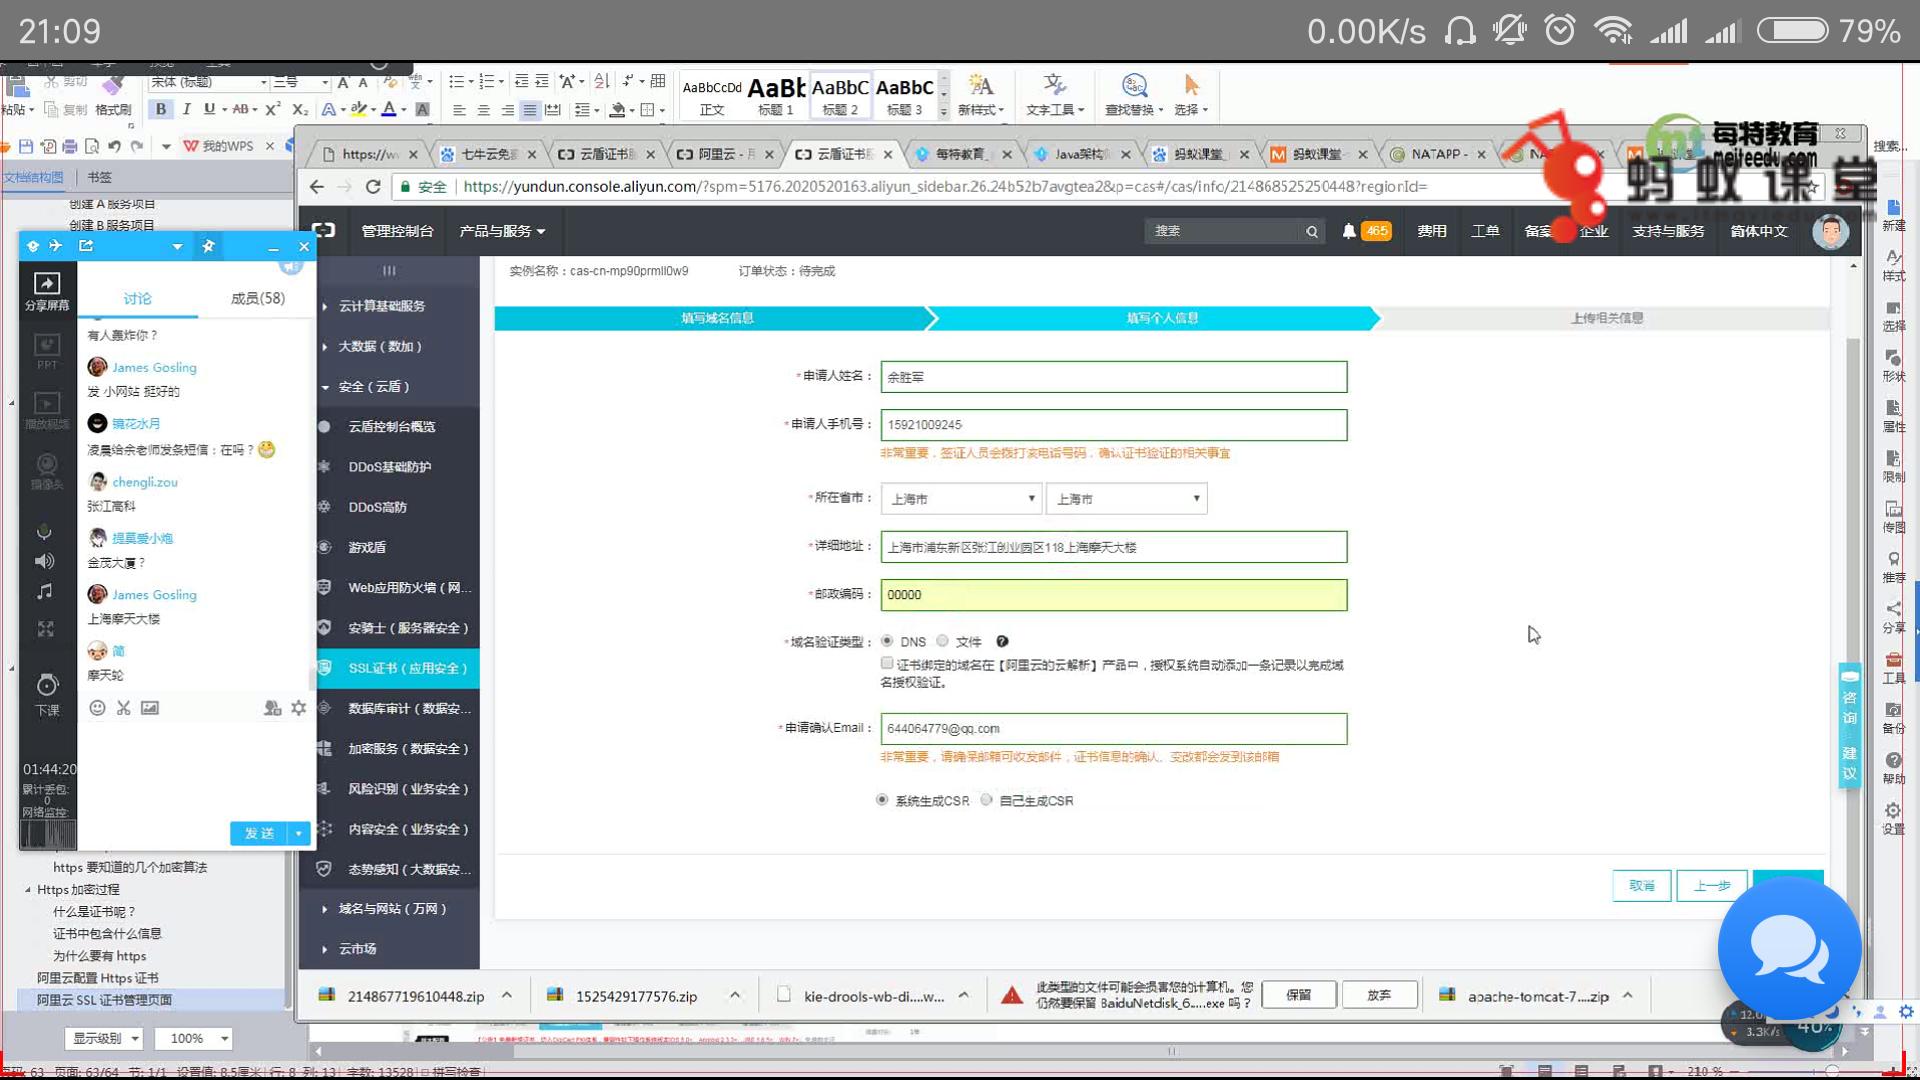 21:09
0.00K/s
79%
宋体 (标题)
三号
AaBbCcDd
AaBb
AaBbC
AaBbC
粘贴
复制
格式刷
正文
标题 1
标题 2
标题 3
新样式
文字工具
查找替换
选择
我的WPS
每特教育
meiteedu.com
蚂蚁课堂
https://w
七牛云免
云盾证书
阿里云 -
云盾证书
每特教育
Java架构
蚂蚁课堂
蚂蚁课堂
NATAPP -
搜索...
文档结构图
书签
安全
https://yundun.console.aliyun.com/?spm=5176.2020520163.aliyun_sidebar.26.24b52b7avgtea2&p=cas#/cas/info/214868525250448?regionId=
创建 A 服务项目
创建 B 服务项目
管理控制台
产品与服务
搜索
465
费用
工单
备案
企业
支持与服务
简体中文
新建
样式
选择
形状
属性
限制
传图
推荐
分享
工具
备份
帮助
设置
分享屏幕
PPT
播放视频
摄像头
下课
01:44:20
累计丢包:
0
网络监控:
讨论
成员(58)
有人轰炸你？
James Gosling
发 小网站 挺好的
镜花水月
凌晨给余老师发条短信：在吗？
chengli.zou
张江高科
提莫爱小炮
金茂大厦？
James Gosling
上海摩天大楼
简
摩天轮
发 送
云计算基础服务
大数据（数加）
安全（云盾）
云盾控制台概览
DDoS基础防护
DDoS高防
游戏盾
Web应用防火墙（网...
安骑士（服务器安全）
SSL证书（应用安全）
数据库审计（数据安...
加密服务（数据安全）
风险识别（业务安全）
内容安全（业务安全）
态势感知（大数据安...
域名与网站（万网）
云市场
实例名称：cas-cn-mp90prmll0w9
订单状态：待完成
填写域名信息
填写个人信息
上传相关信息
*申请人姓名：
余胜军
*申请人手机号：
15921009245
非常重要，签证人员会拨打该电话号码，确认证书验证的相关事宜
*所在省市：
上海市
上海市
*详细地址：
上海市浦东新区张江创业园区118上海摩天大楼
*邮政编码：
00000
*域名验证类型：
DNS
文件
证书绑定的域名在【阿里云的云解析】产品中，授权系统自动添加一条记录以完成域
名授权验证。
*申请确认Email：
644064779@qq.com
非常重要，请确保邮箱可收发邮件，证书信息的确认、变改都会发到该邮箱
系统生成CSR
自己生成CSR
取消
上一步
咨询
建议
https 要知道的几个加密算法
Https 加密过程
什么是证书呢？
证书中包含什么信息
为什么要有 https
阿里云配置 Https 证书
阿里云 SSL 证书管理页面
显示级别
100%
214867719610448.zip
1525429177576.zip
kie-drools-wb-di....w...
此类型的文件可能会损害您的计算机。您
仍然要保留 BaiduNetdisk_6....exe 吗？
保留
放弃
apache-tomcat-7....zip
3.3K/s
页面: 63/64
节: 1/1
设置值: 8.5厘米
行: 8
列: 13
字数: 13528
拼写检查
210 %